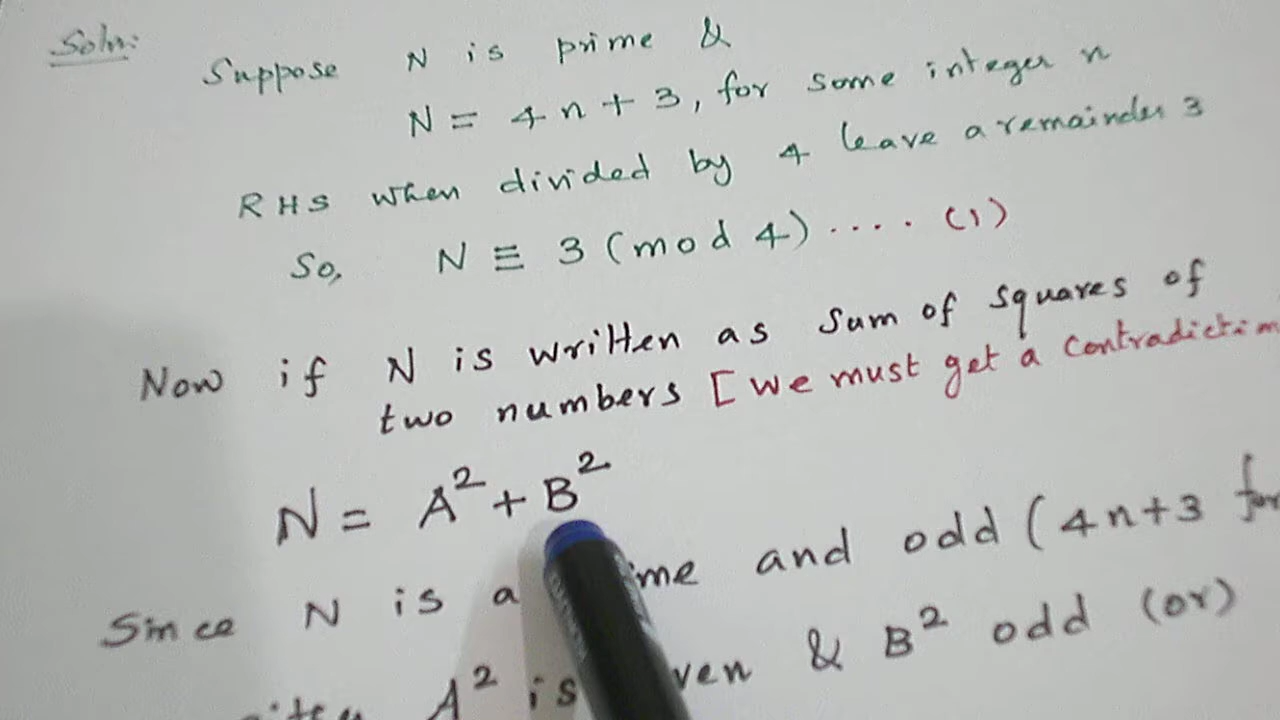 Soln:
Suppose N is prime &
N = 4n + 3, for some integer n
RHS when divided by 4 leave a remainder 3
So, N ≡ 3 (mod 4) .... (1)
Now if N is written as sum of squares of
two numbers [we must get a contradiction
N = A² + B²
Since N is a and odd (4n+3 for
A² is & B² odd (or)